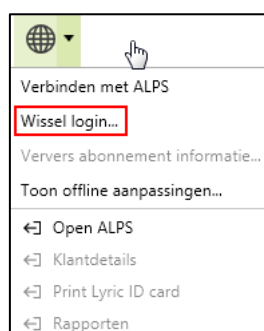 Verbinden met ALPS
Wissel login...
Ververs abonnement informatie...
Toon offline aanpassingen...
Open ALPS
Klantdetails
Print Lyric ID card
Rapporten